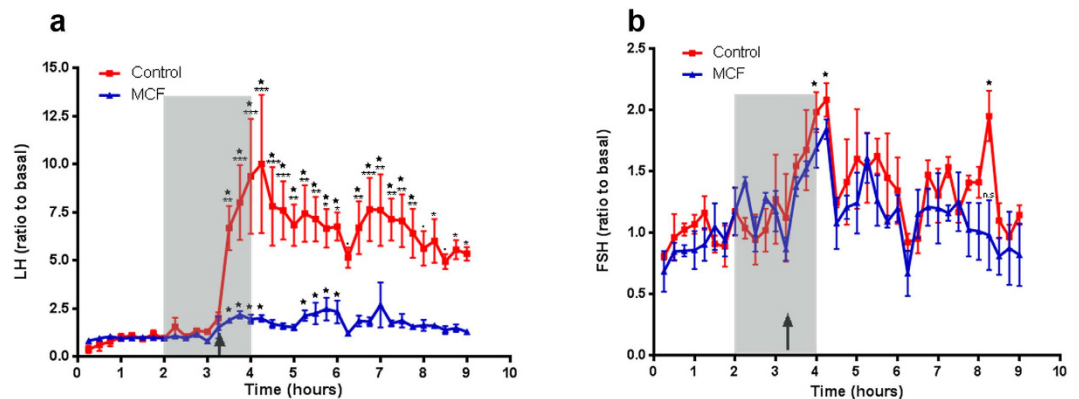 a
15.0
12.5
10.0
7.5
5.0
2.5
0.0
LH (ratio to basal)
Control
MCF
0 1 2 3 4 5 6 7 8 9 10
Time (hours)
b
2.5
2.0
1.5
1.0
0.5
0.0
FSH (ratio to basal)
Control
MCF
n.s
0 1 2 3 4 5 6 7 8 9 10
Time (hours)